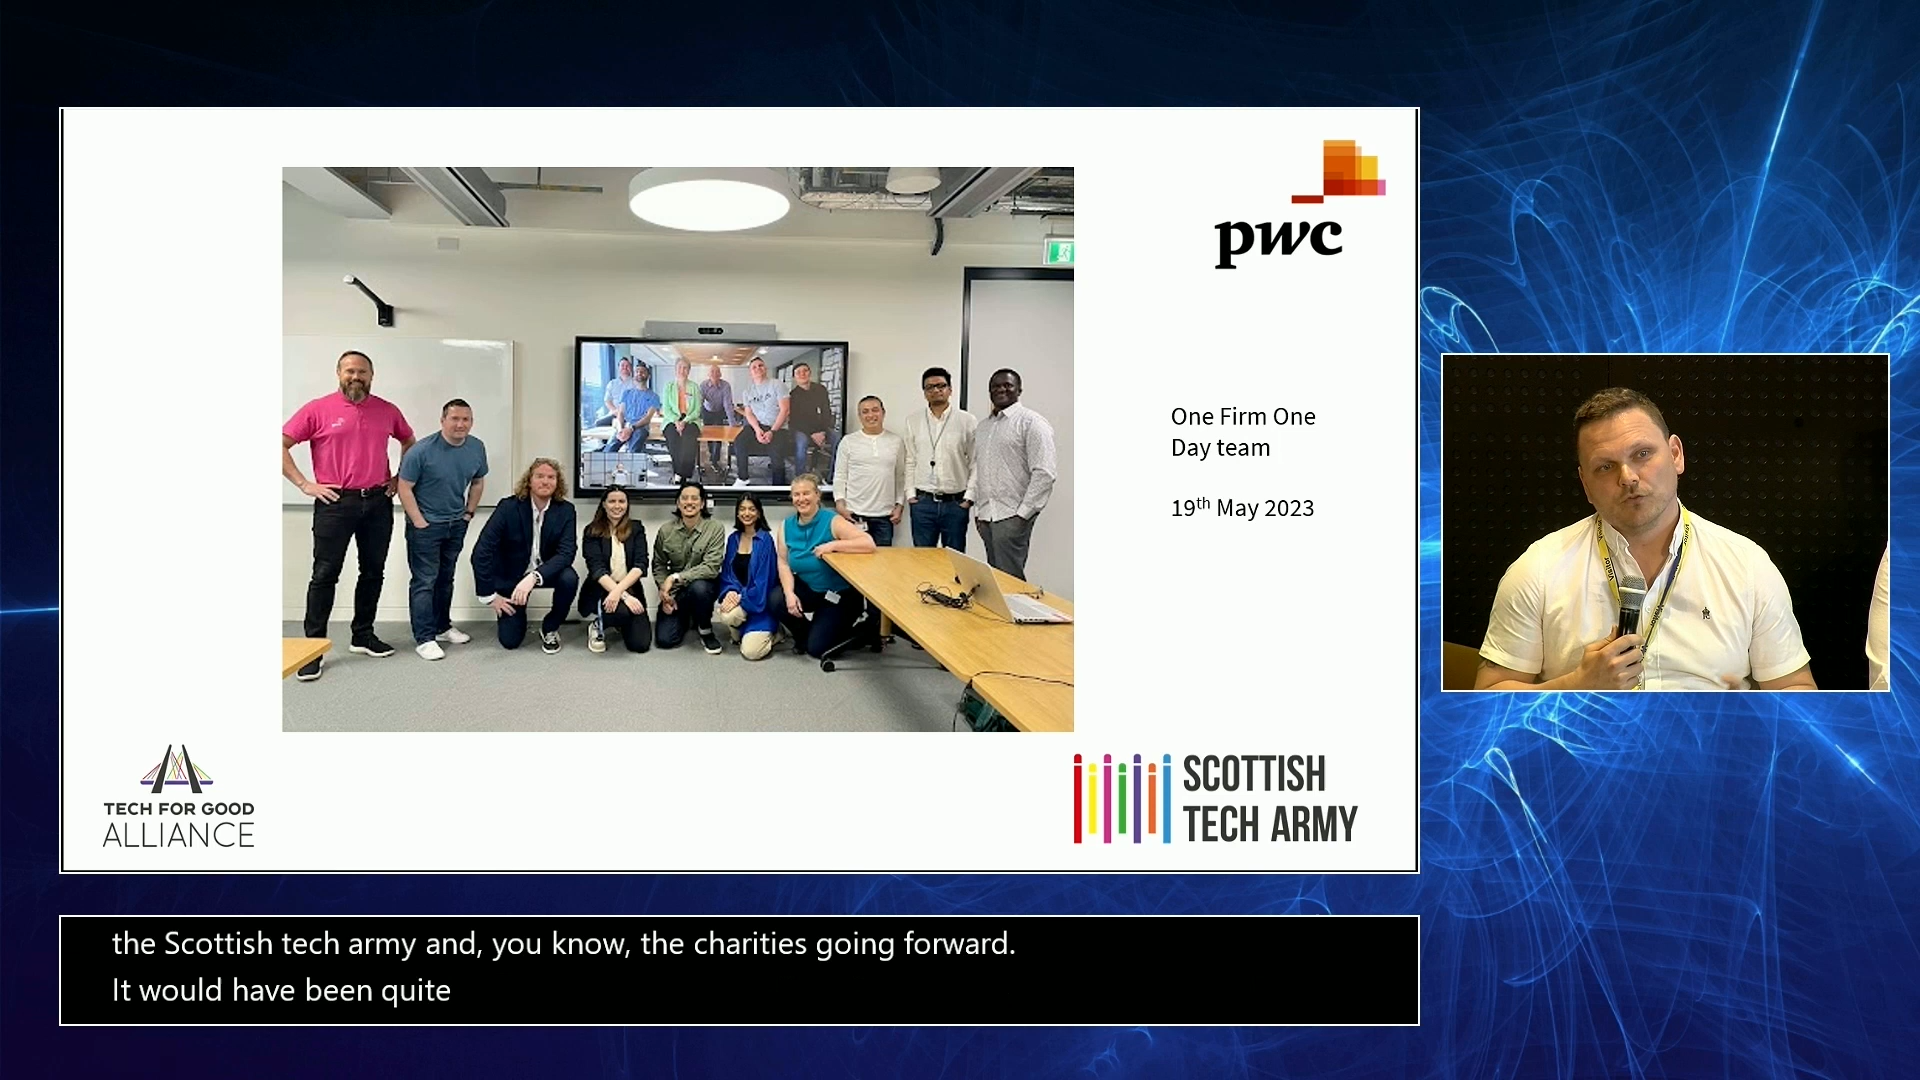 pwc
One Firm One
Day team
19th May 2023
TECH FOR GOOD
ALLIANCE
SCOTTISH
TECH ARMY
Visitor
the Scottish tech army and, you know, the charities going forward.
It would have been quite